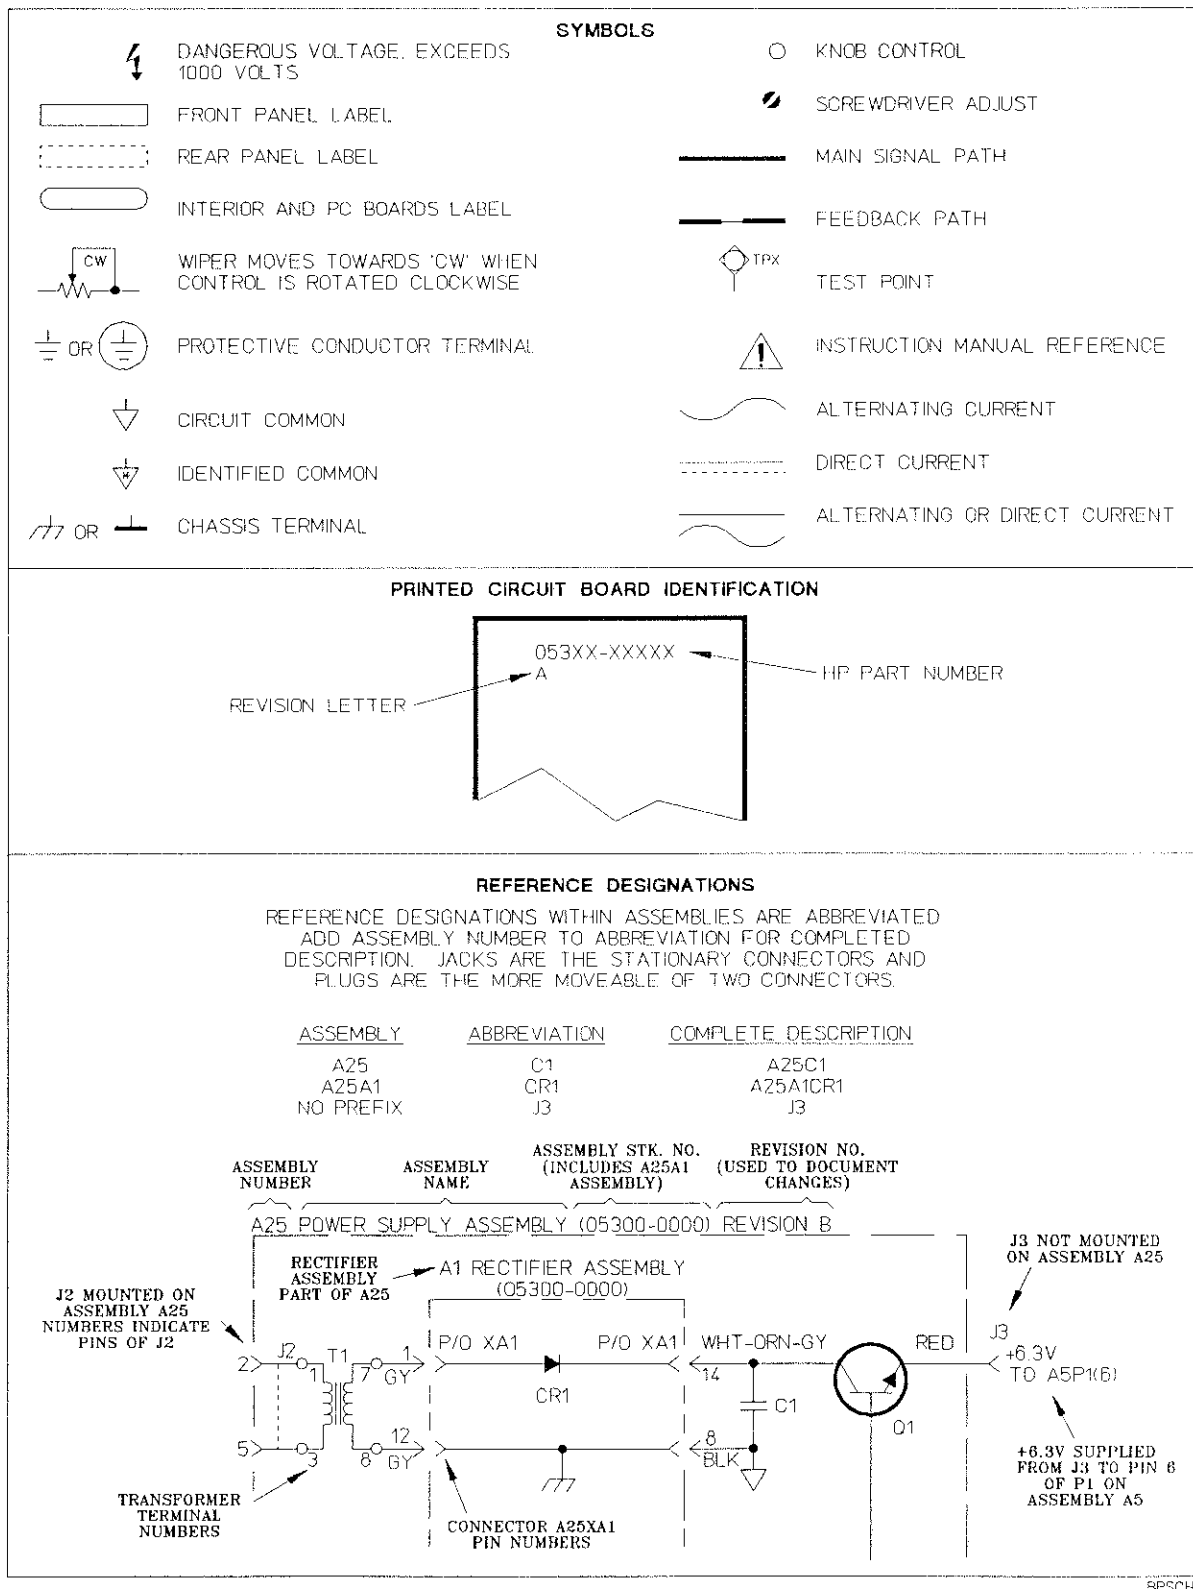 SYMBOLS
DANGEROUS VOLTAGE, EXCEEDS
1000 VOLTS
FRONT PANEL LABEL
REAR PANEL LABEL
INTERIOR AND PC BOARDS LABEL
CW
WIPER MOVES TOWARDS 'CW' WHEN
CONTROL IS ROTATED CLOCKWISE
OR
PROTECTIVE CONDUCTOR TERMINAL
CIRCUIT COMMON
IDENTIFIED COMMON
OR
CHASSIS TERMINAL
KNOB CONTROL
SCREWDRIVER ADJUST
MAIN SIGNAL PATH
FEEDBACK PATH
TPX
TEST POINT
!
INSTRUCTION MANUAL REFERENCE
ALTERNATING CURRENT
DIRECT CURRENT
ALTERNATING OR DIRECT CURRENT
PRINTED CIRCUIT BOARD IDENTIFICATION
053XX-XXXXX
A
HP PART NUMBER
REVISION LETTER
REFERENCE DESIGNATIONS
REFERENCE DESIGNATIONS WITHIN ASSEMBLIES ARE ABBREVIATED
ADD ASSEMBLY NUMBER TO ABBREVIATION FOR COMPLETED
DESCRIPTION. JACKS ARE THE STATIONARY CONNECTORS AND
PLUGS ARE THE MORE MOVEABLE OF TWO CONNECTORS.
ASSEMBLY ABBREVIATION COMPLETE DESCRIPTION
A25 C1 A25C1
A25A1 CR1 A25A1CR1
NO PREFIX J3 J3
ASSEMBLY
NUMBER
ASSEMBLY
NAME
ASSEMBLY STK. NO.
(INCLUDES A25A1
ASSEMBLY)
REVISION NO.
(USED TO DOCUMENT
CHANGES)
A25 POWER SUPPLY ASSEMBLY (05300-0000) REVISION B
RECTIFIER
ASSEMBLY
PART OF A25
A1 RECTIFIER ASSEMBLY
(05300-0000)
J3 NOT MOUNTED
ON ASSEMBLY A25
J2 MOUNTED ON
ASSEMBLY A25
NUMBERS INDICATE
PINS OF J2
P/O XA1 P/O XA1 WHT-ORN-GY RED J3
2 J2 1 T1 7 1 GY 14
+6.3V
TO A5P1(6)
CR1
C1
Q1
5 3 8 12 GY 8 BLK
+6.3V SUPPLIED
FROM J3 TO PIN 6
OF P1 ON
ASSEMBLY A5
TRANSFORMER
TERMINAL
NUMBERS
CONNECTOR A25XA1
PIN NUMBERS